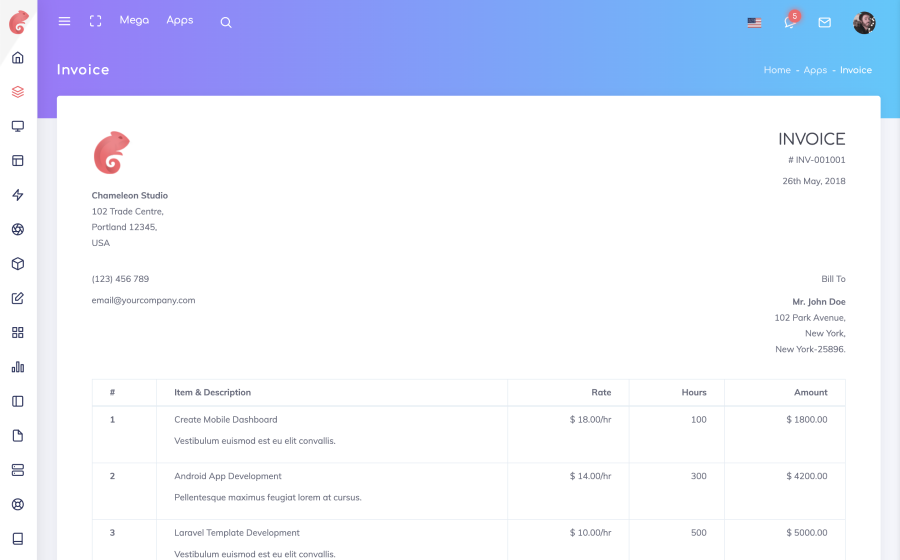 Mega Apps
5
Invoice
Home - Apps - Invoice
INVOICE
# INV-001001
26th May, 2018
Chameleon Studio
102 Trade Centre,
Portland 12345,
USA
(123) 456 789
email@yourcompany.com
Bill To
Mr. John Doe
102 Park Avenue,
New York,
New York-25896.
# Item & Description Rate Hours Amount
1 Create Mobile Dashboard $ 18.00/hr 100 $ 1800.00
Vestibulum euismod est eu elit convallis.
2 Android App Development $ 14.00/hr 300 $ 4200.00
Pellentesque maximus feugiat lorem at cursus.
3 Laravel Template Development $ 10.00/hr 500 $ 5000.00
Vestibulum euismod est eu elit convallis.